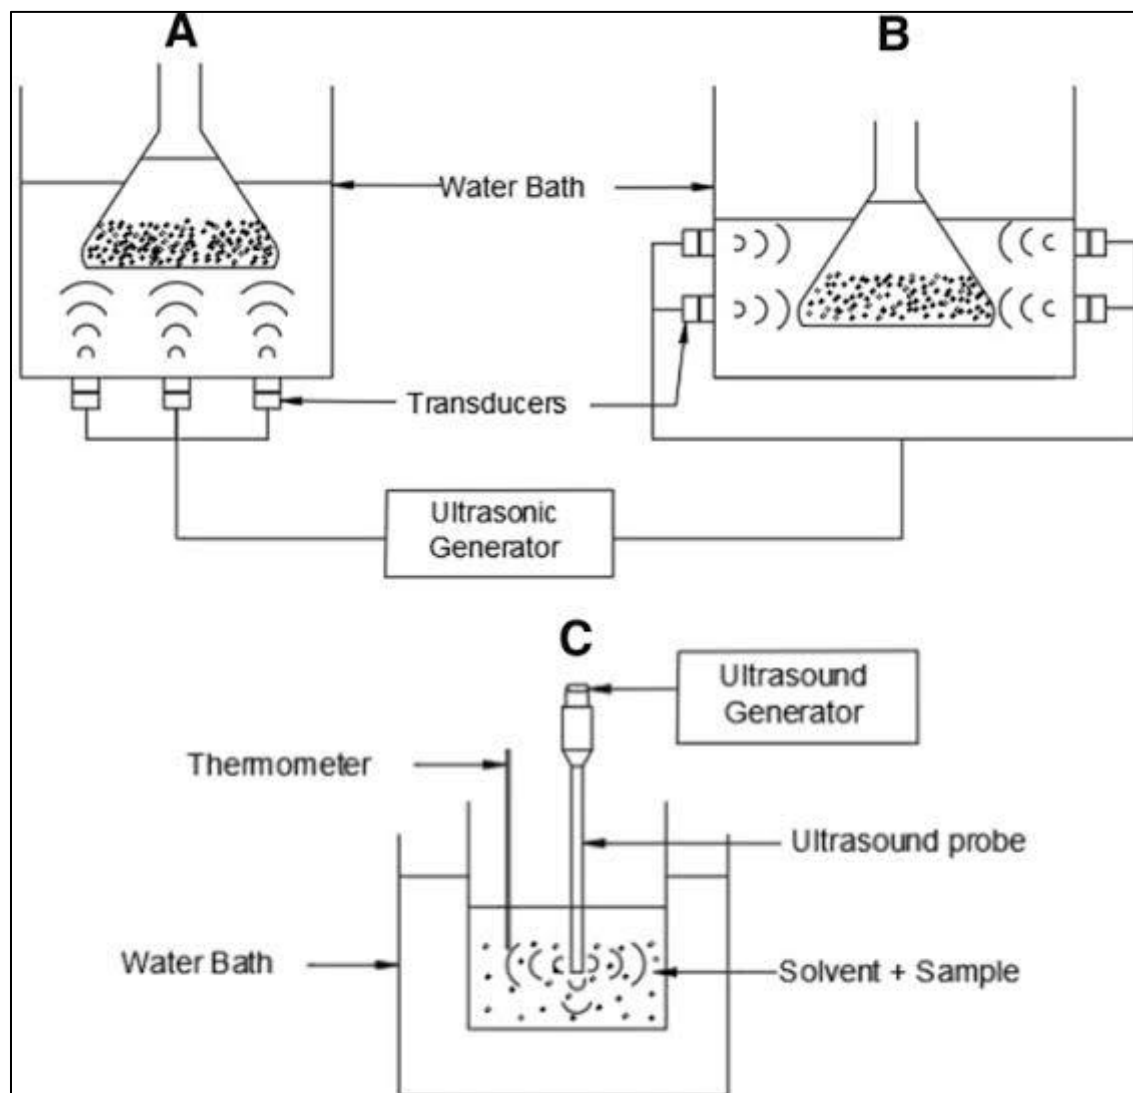 A
B
Water Bath
Transducers
Ultrasonic
Generator
C
Ultrasound
Generator
Thermometer
Ultrasound probe
Water Bath
Solvent + Sample